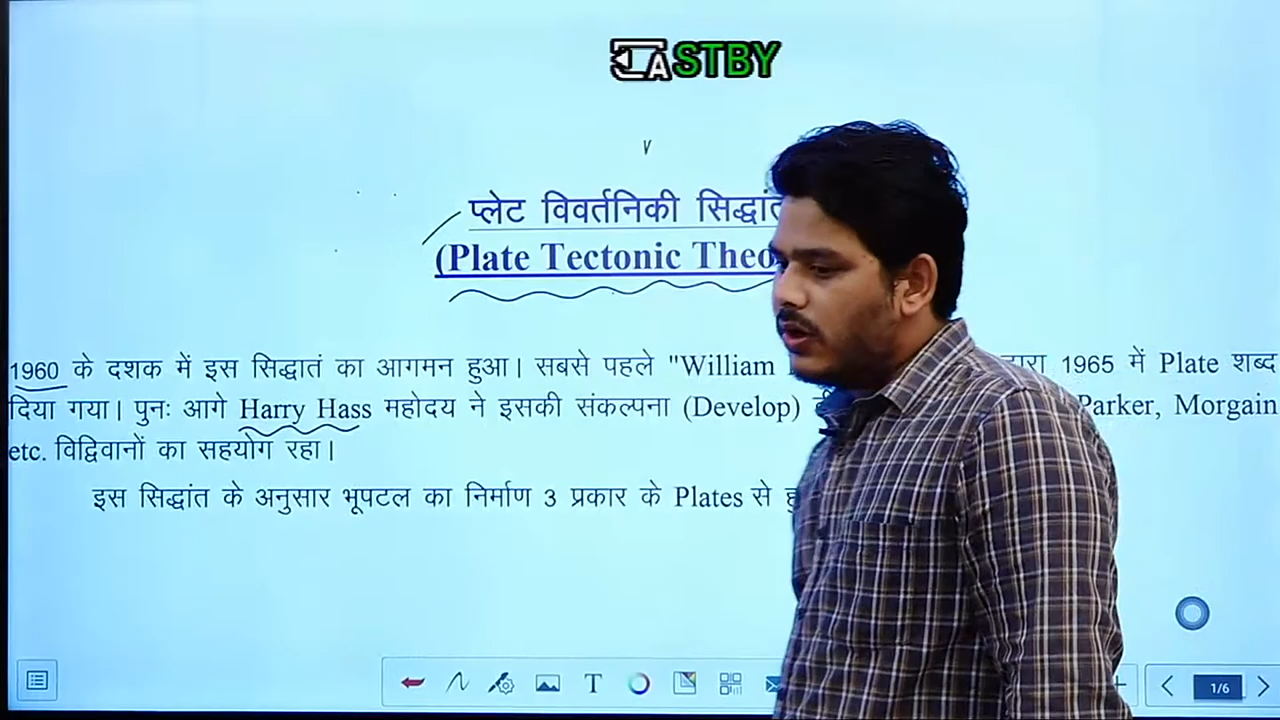 STBY
प्लेट विवर्तनिकी सिद्धांत
(Plate Tectonic Theo
1960 के दशक में इस सिद्धातं का आगमन हुआ। सबसे पहले "William 1965 में Plate शब्द
दिया गया। पुनः आगे Harry Hass महोदय ने इसकी संकल्पना (Develop) Parker, Morgain
etc. विद्विवानों का सहयोग रहा।
इस सिद्धांत के अनुसार भूपटल का निर्माण 3 प्रकार के Plates से
T
1/6